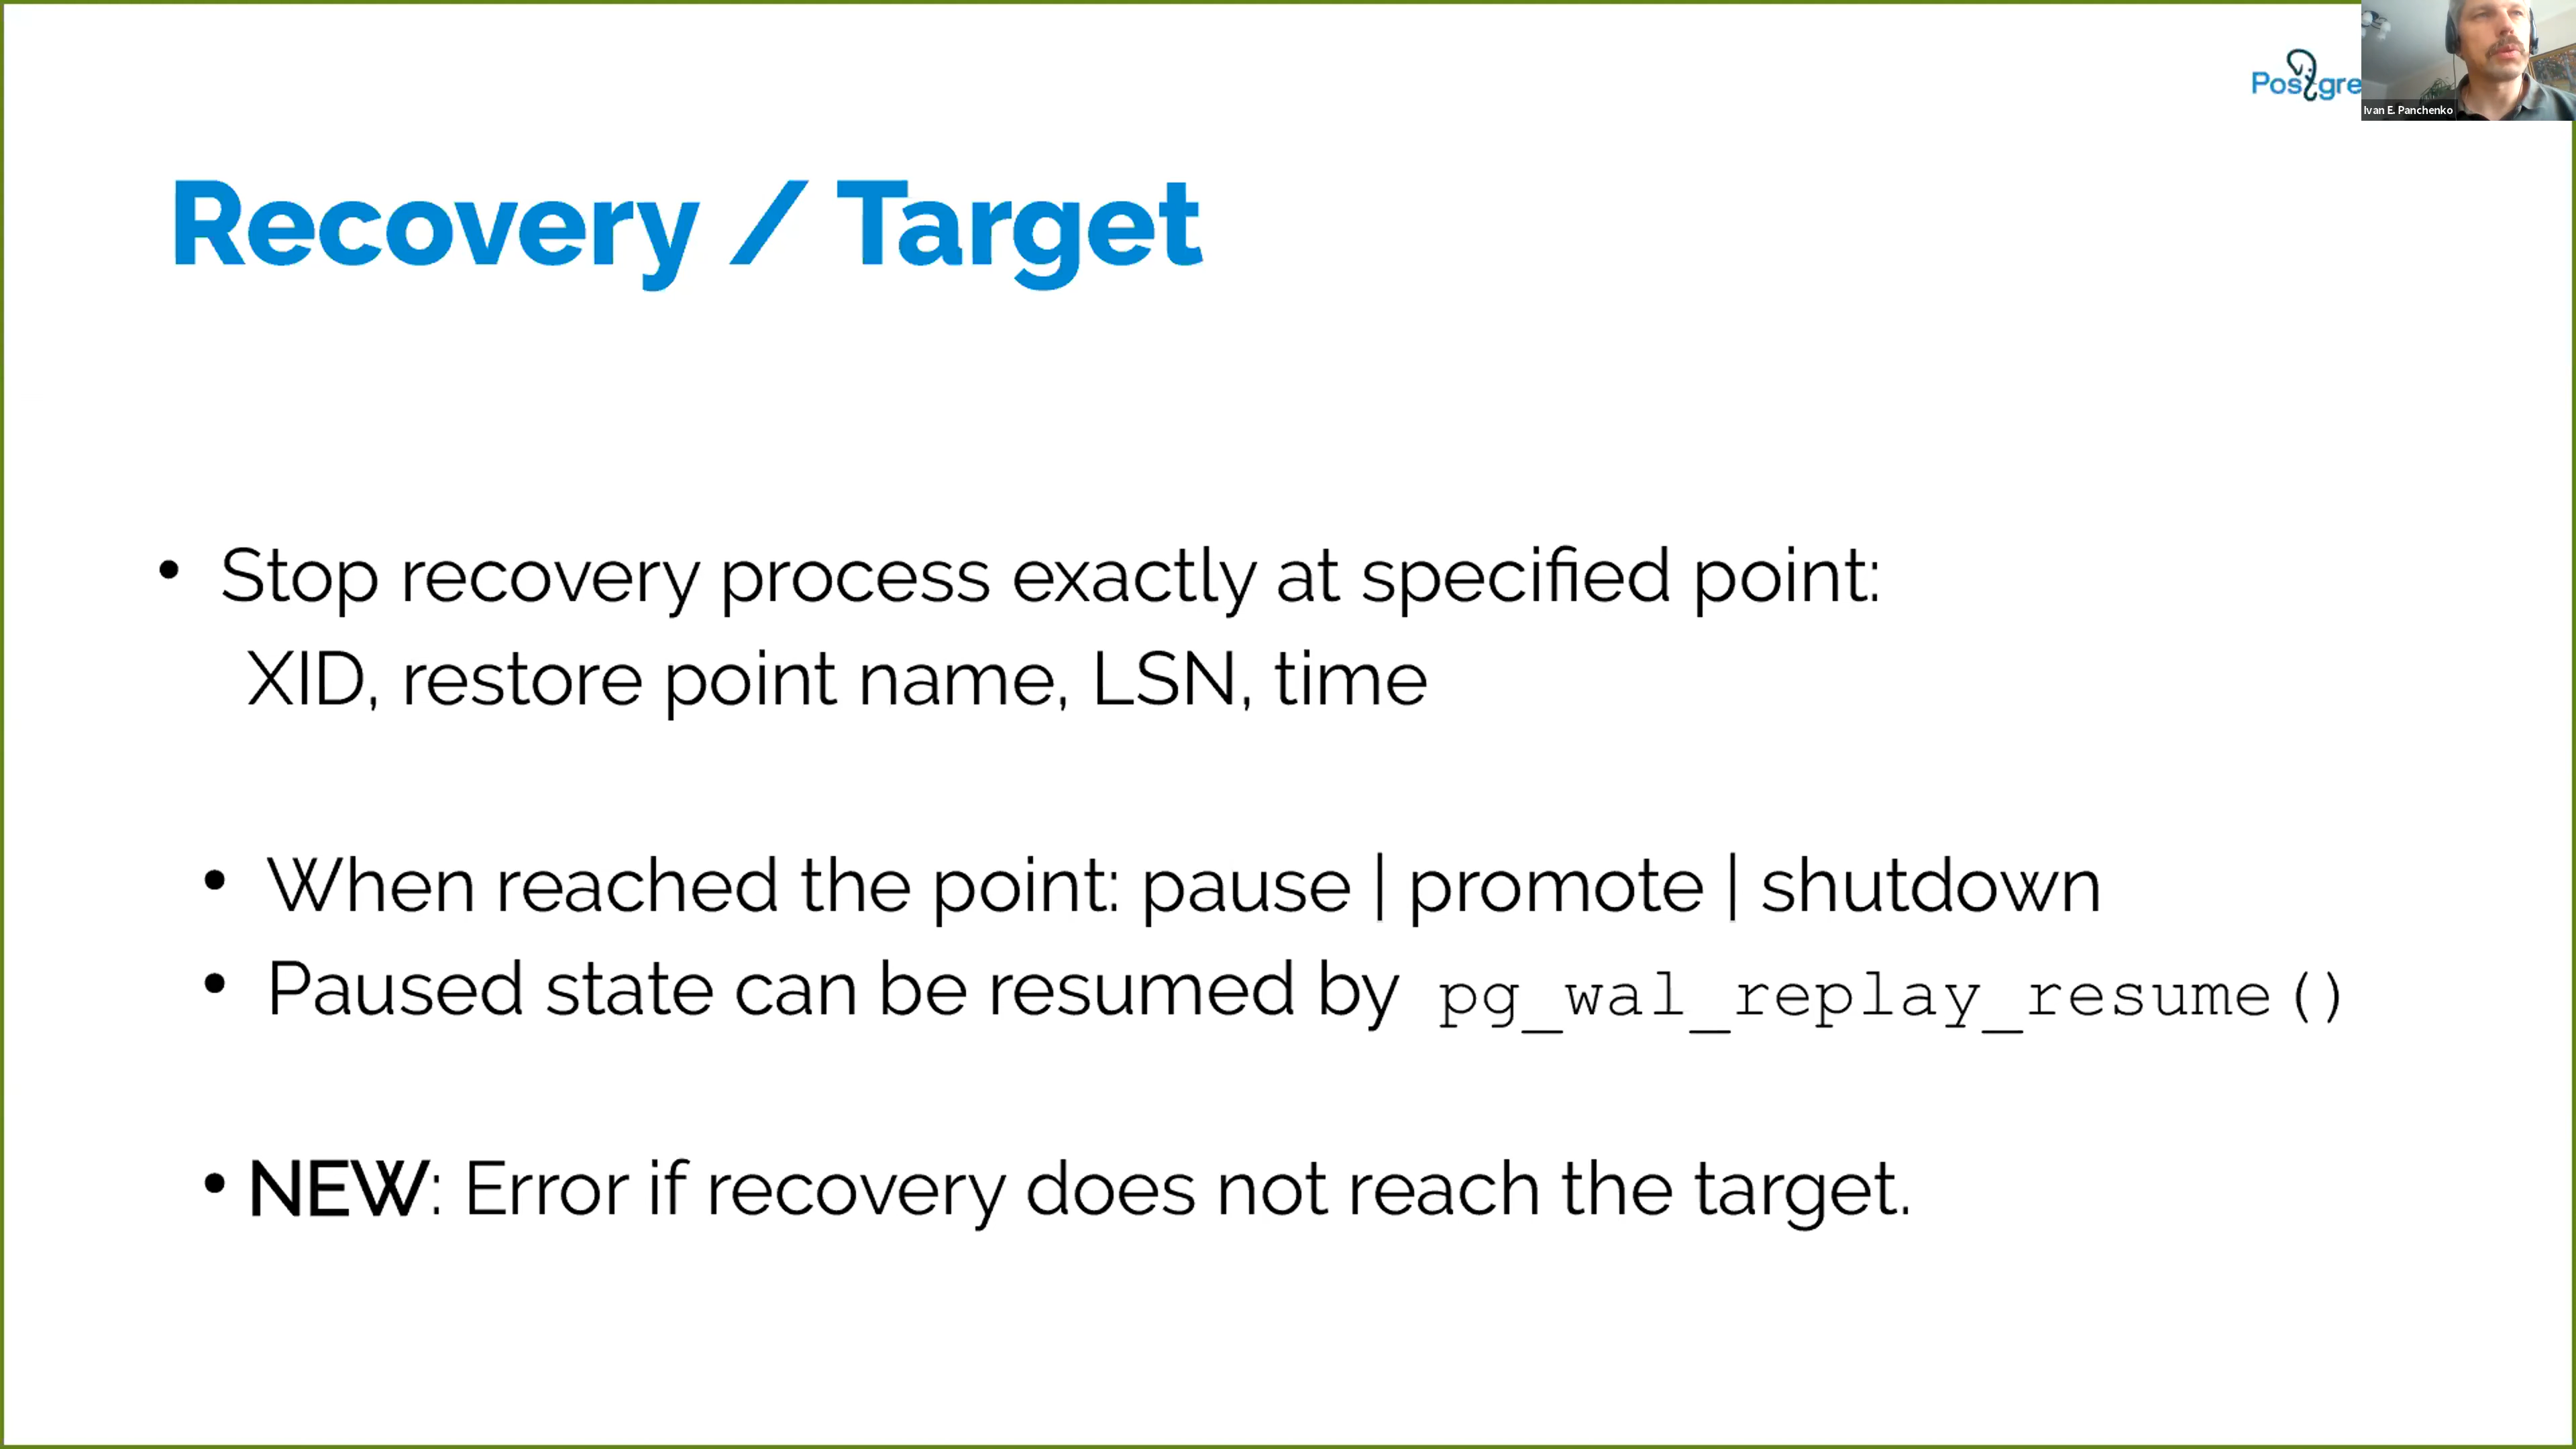 Postgre
Ivan E. Panchenko
Recovery / Target
• Stop recovery process exactly at specified point:
XID, restore point name, LSN, time
• When reached the point: pause | promote | shutdown
• Paused state can be resumed by pg_wal_replay_resume()
• NEW: Error if recovery does not reach the target.